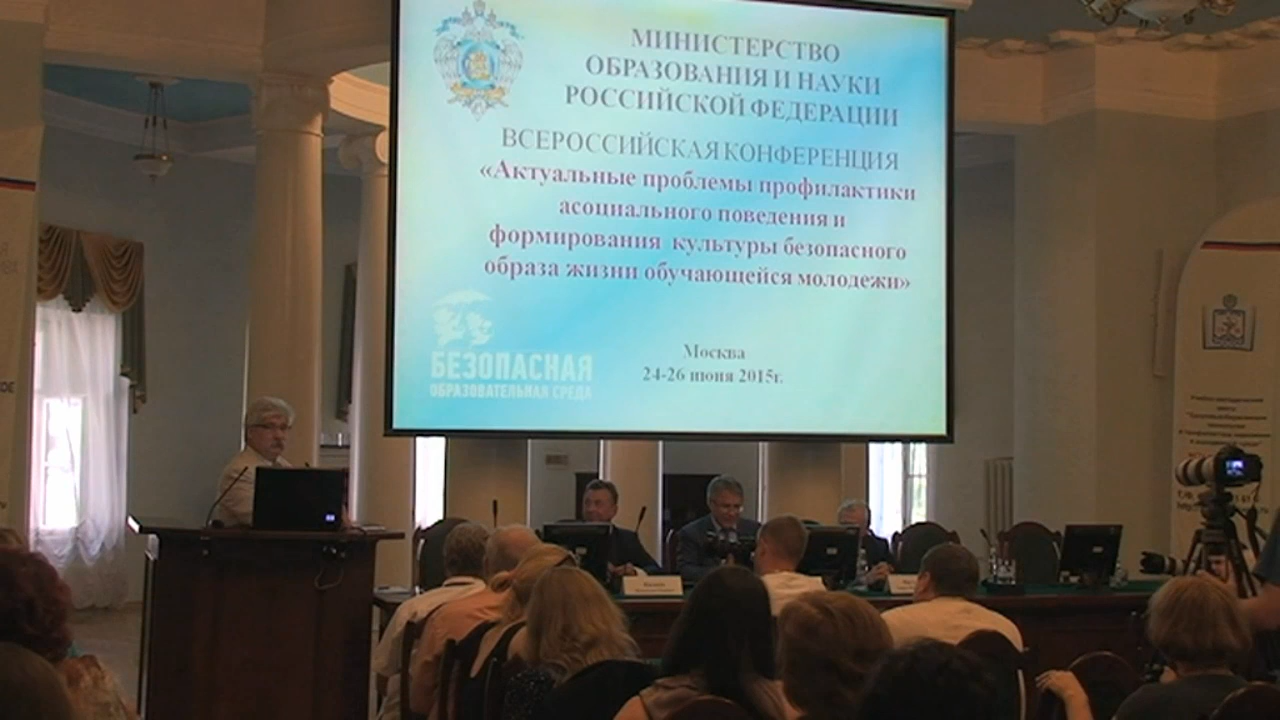 МИНИСТЕРСТВО
ОБРАЗОВАНИЯ И НАУКИ
РОССИЙСКОЙ ФЕДЕРАЦИИ
ВСЕРОССИЙСКАЯ КОНФЕРЕНЦИЯ
«Актуальные проблемы профилактики
асоциального поведения и
формирования культуры безопасного
образа жизни обучающейся молодежи»
БЕЗОПАСНАЯ
ОБРАЗОВАТЕЛЬНАЯ СРЕДА
Москва
24-26 июня 2015г.